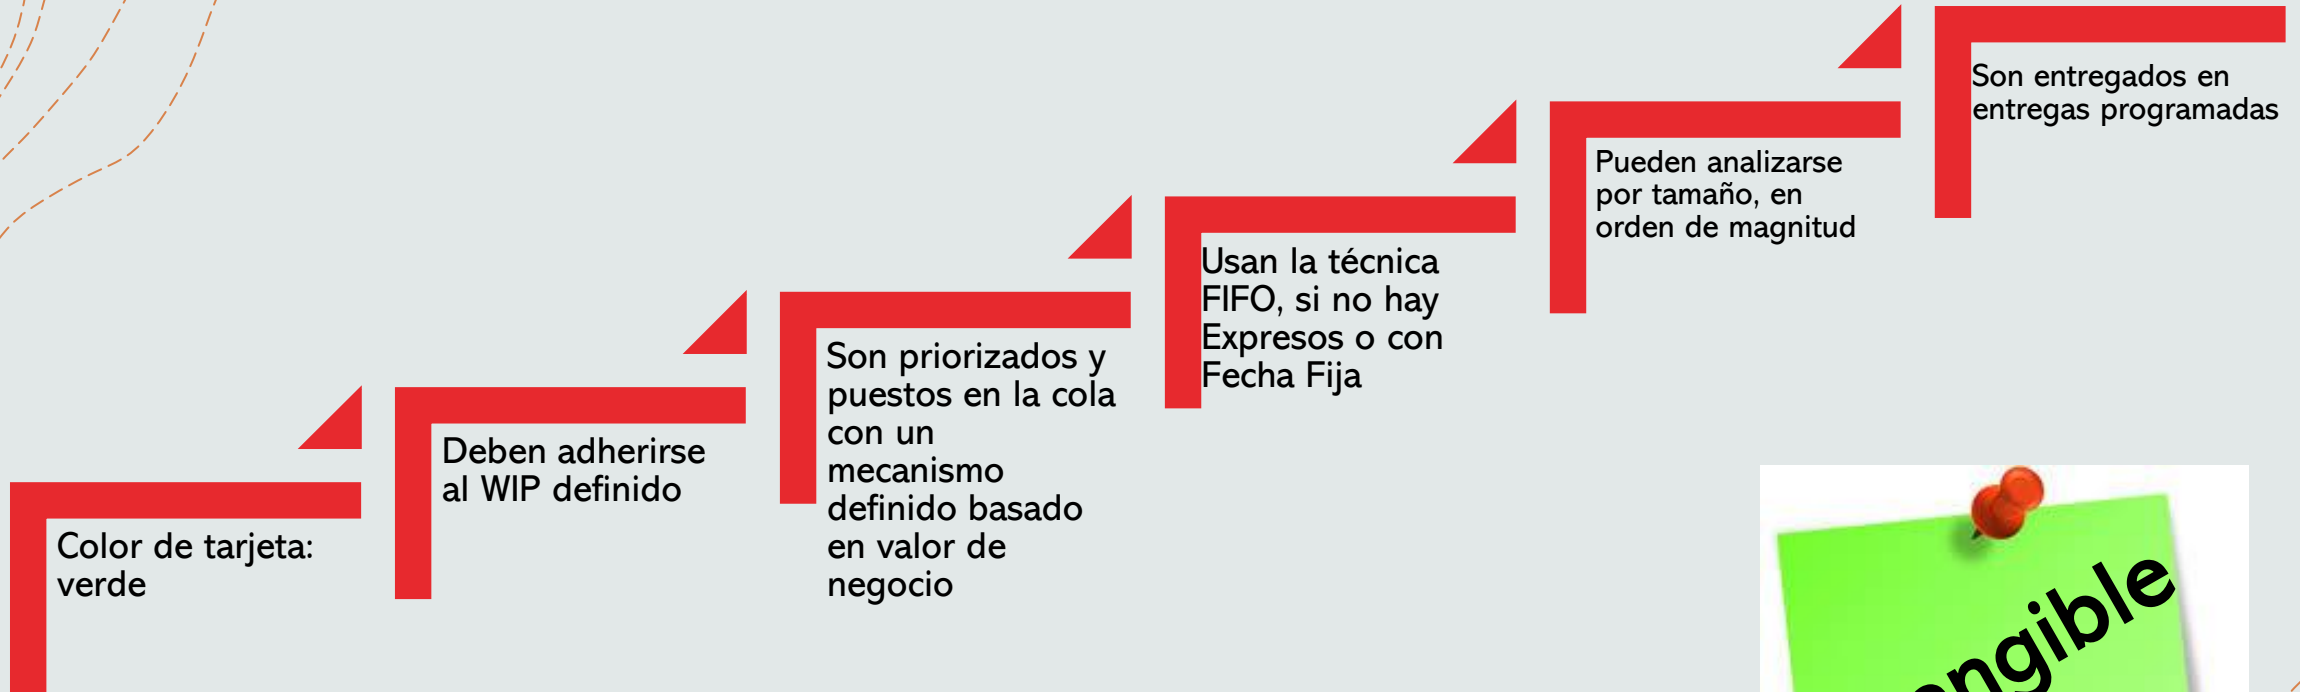 Color de tarjeta:
verde
Deben adherirse
al WIP definido
Son priorizados y
puestos en la cola
con un
mecanismo
definido basado
en valor de
negocio
Usan la técnica
FIFO, si no hay
Expresos o con
Fecha Fija
Pueden analizarse
por tamaño, en
orden de magnitud
Son entregados en
entregas programadas